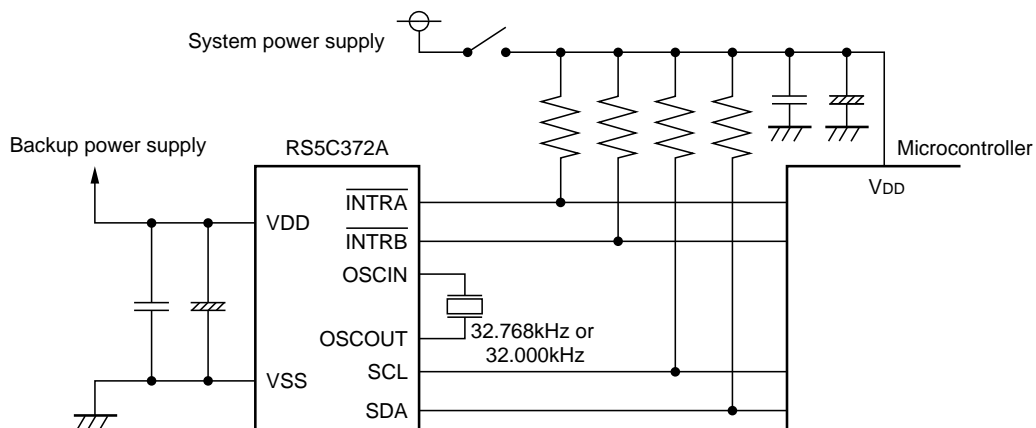 System power supply
Backup power supply
RS5C372A
Microcontroller
VDD
INTRA
VDD
INTRB
OSCIN
OSCOUT
32.768kHz or
32.000kHz
SCL
VSS
SDA